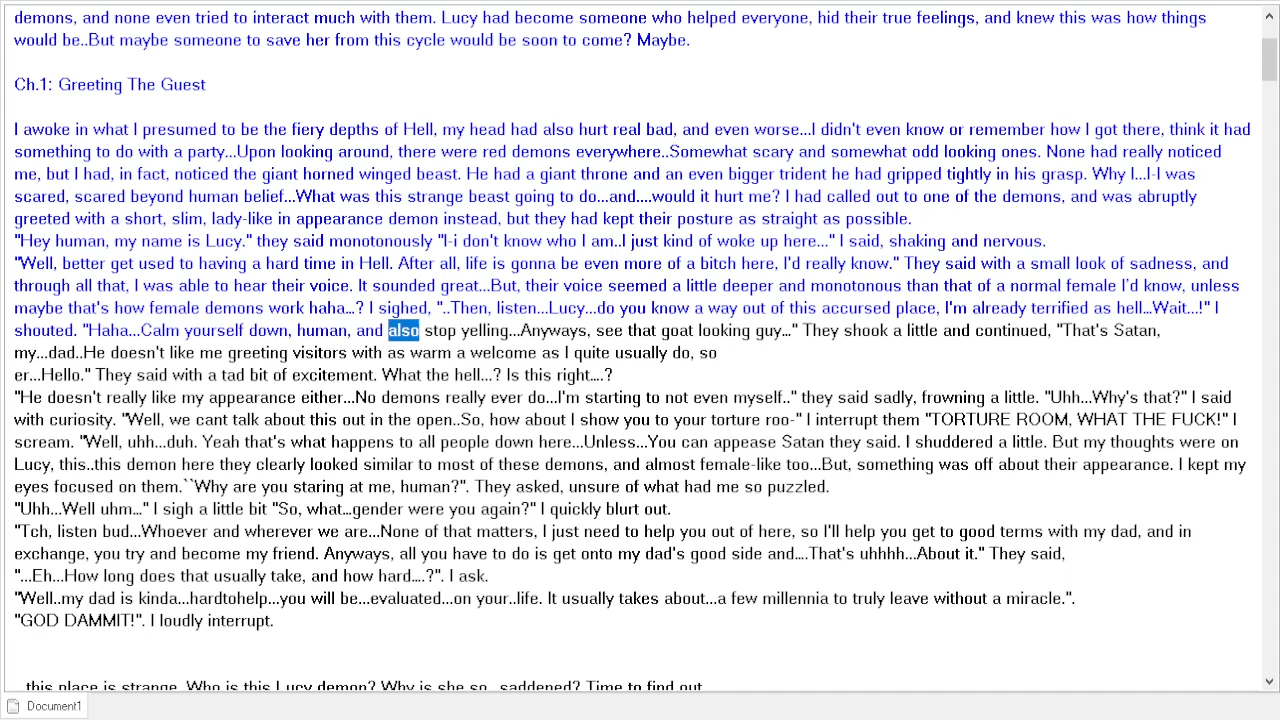 demons, and none even tried to interact much with them. Lucy had become someone who helped everyone, hid their true feelings, and knew this was how things
would be..But maybe someone to save her from this cycle would be soon to come? Maybe.
Ch.1: Greeting The Guest
I awoke in what I presumed to be the fiery depths of Hell, my head had also hurt real bad, and even worse...I didn't even know or remember how I got there, think it had
something to do with a party...Upon looking around, there were red demons everywhere..Somewhat scary and somewhat odd looking ones. None had really noticed
me, but I had, in fact, noticed the giant horned winged beast. He had a giant throne and an even bigger trident he had gripped tightly in his grasp. Why I...I-I was
scared, scared beyond human belief...What was this strange beast going to do...and....would it hurt me? I had called out to one of the demons, and was abruptly
greeted with a short, slim, lady-like in appearance demon instead, but they had kept their posture as straight as possible.
"Hey human, my name is Lucy." they said monotonously "I-i don't know who I am..I just kind of woke up here..." I said, shaking and nervous.
"Well, better get used to having a hard time in Hell. After all, life is gonna be even more of a bitch here, I'd really know." They said with a small look of sadness, and
through all that, I was able to hear their voice. It sounded great...But, their voice seemed a little deeper and monotonous than that of a normal female I'd know, unless
maybe that's how female demons work haha...? I sighed, "..Then, listen...Lucy...do you know a way out of this accursed place, I'm already terrified as hell...Wait...!" I
shouted. "Haha...Calm yourself down, human, and also stop yelling...Anyways, see that goat looking guy..." They shook a little and continued, "That's Satan,
my...dad..He doesn't like me greeting visitors with as warm a welcome as I quite usually do, so
er...Hello." They said with a tad bit of excitement. What the hell...? Is this right....?
"He doesn't really like my appearance either...No demons really ever do...I'm starting to not even myself.." they said sadly, frowning a little. "Uhh...Why's that?" I said
with curiosity. "Well, we cant talk about this out in the open..So, how about I show you to your torture roo-" I interrupt them "TORTURE ROOM, WHAT THE FUCK!" I
scream. "Well, uhh...duh. Yeah that's what happens to all people down here...Unless...You can appease Satan they said. I shuddered a little. But my thoughts were on
Lucy, this..this demon here they clearly looked similar to most of these demons, and almost female-like too...But, something was off about their appearance. I kept my
eyes focused on them.``Why are you staring at me, human?". They asked, unsure of what had me so puzzled.
"Uhh...Well uhm..." I sigh a little bit "So, what...gender were you again?" I quickly blurt out.
"Tch, listen bud...Whoever and wherever we are...None of that matters, I just need to help you out of here, so I'll help you get to good terms with my dad, and in
exchange, you try and become my friend. Anyways, all you have to do is get onto my dad's good side and....That's uhhhh...About it." They said,
"...Eh...How long does that usually take, and how hard....?". I ask.
"Well..my dad is kinda...hardtohelp...you will be...evaluated...on your..life. It usually takes about...a few millennia to truly leave without a miracle.".
"GOD DAMMIT!". I loudly interrupt.
...this place is strange. Who is this Lucy demon? Why is she so...saddened? Time to find out
Document1